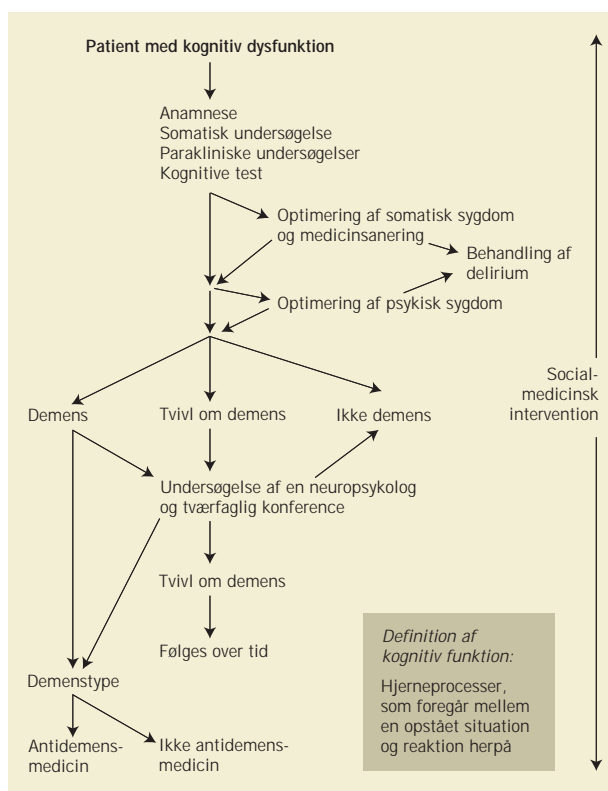 Patient med kognitiv dysfunktion
Anamnese
Somatisk undersøgelse
Parakliniske undersøgelser
Kognitive test
Optimering af somatisk sygdom
og medicinsanering
Behandling af
delirium
Optimering af psykisk sygdom
Social-
medicinsk
intervention
Demens
Tvivl om demens
Ikke demens
Undersøgelse af en neuropsykolog
og tværfaglig konference
Tvivl om demens
Følges over tid
Demenstype
Antidemens-
medicin
Ikke antidemens-
medicin
Definition af
kognitiv funktion:
Hjerneprocesser,
som foregår mellem
en opstået situation
og reaktion herpå